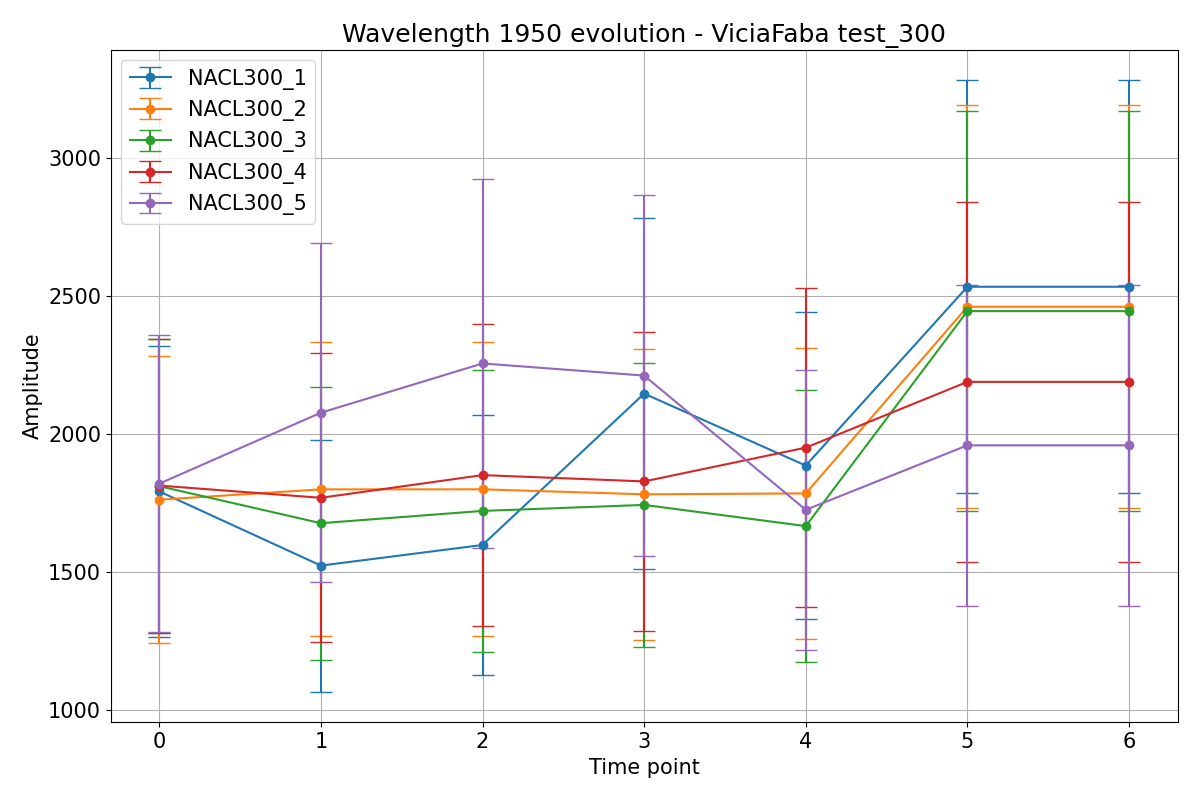 Wavelength 1950 evolution - ViciaFaba test_300
NACL300_1
NACL300_2
NACL300_3
NACL300_4
NACL300_5
Amplitude
3000
2500
2000
1500
1000
0 1 2 3 4 5 6
Time point